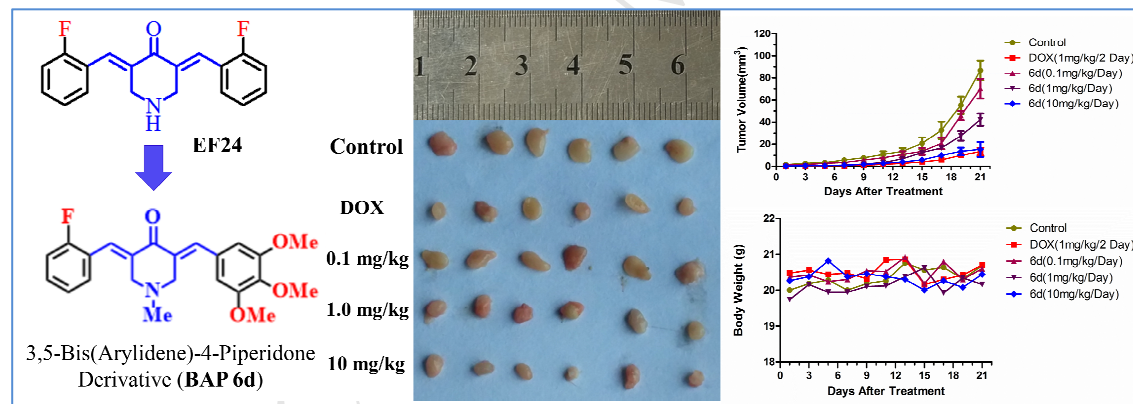 F
O
F
N
H
EF24
F
O
OMe
OMe
OMe
N
Me
3,5-Bis(Arylidene)-4-Piperidone
Derivative (BAP 6d)
1 2 3 4 5 6
Control
DOX
0.1 mg/kg
1.0 mg/kg
10 mg/kg
Tumor Volume(mm³)
120
100
80
60
40
20
0
0 3 6 9 12 15 18 21
Days After Treatment
Control
DOX(1mg/kg/2 Day)
6d(0.1mg/kg/Day)
6d(1mg/kg/Day)
6d(10mg/kg/Day)
Body Weight (g)
22
21
20
19
18
0 3 6 9 12 15 18 21
Days After Treatment
Control
DOX(1mg/kg/2 Day)
6d(0.1mg/kg/Day)
6d(1mg/kg/Day)
6d(10mg/kg/Day)